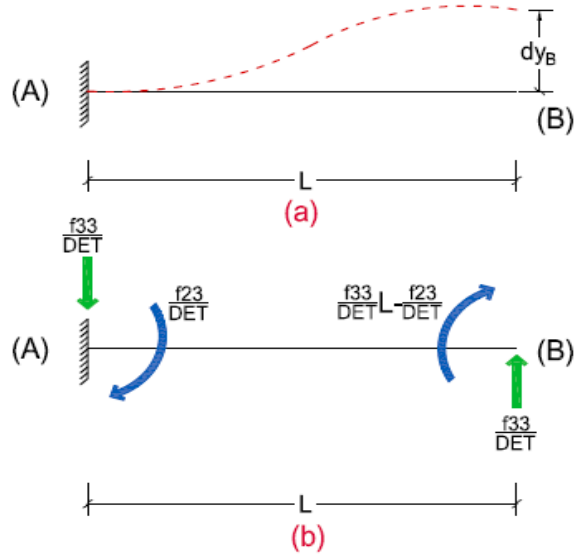 dyB
(A)
(B)
L
(a)
f33/DET
f23/DET
f33/DET L-f23/DET
(A)
(B)
f33/DET
L
(b)